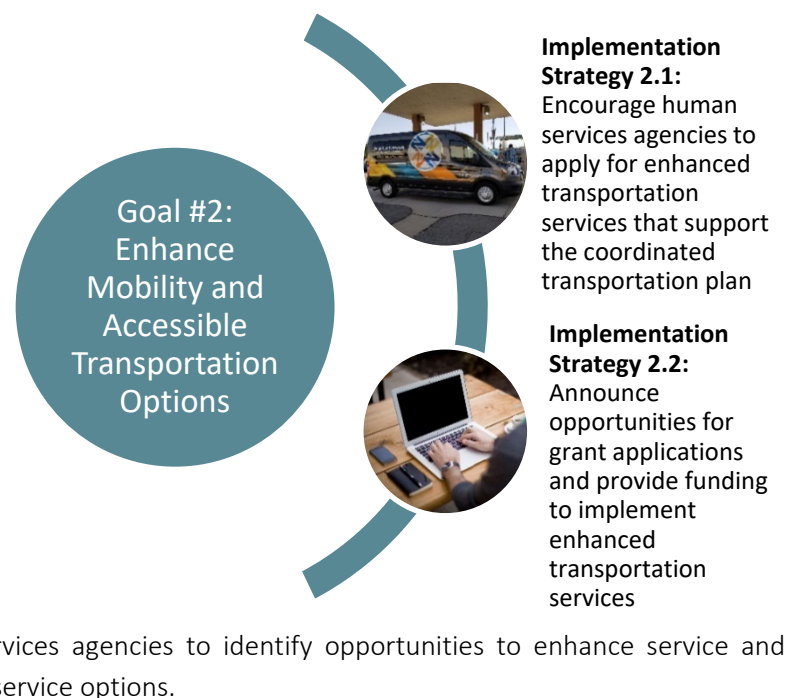 Goal #2:
Enhance
Mobility and
Accessible
Transportation
Options
Implementation
Strategy 2.1:
Encourage human
services agencies to
apply for enhanced
transportation
services that support
the coordinated
transportation plan
Implementation
Strategy 2.2:
Announce
opportunities for
grant applications
and provide funding
to implement
enhanced
transportation
services
agencies to identify opportunities to enhance service and
service options.